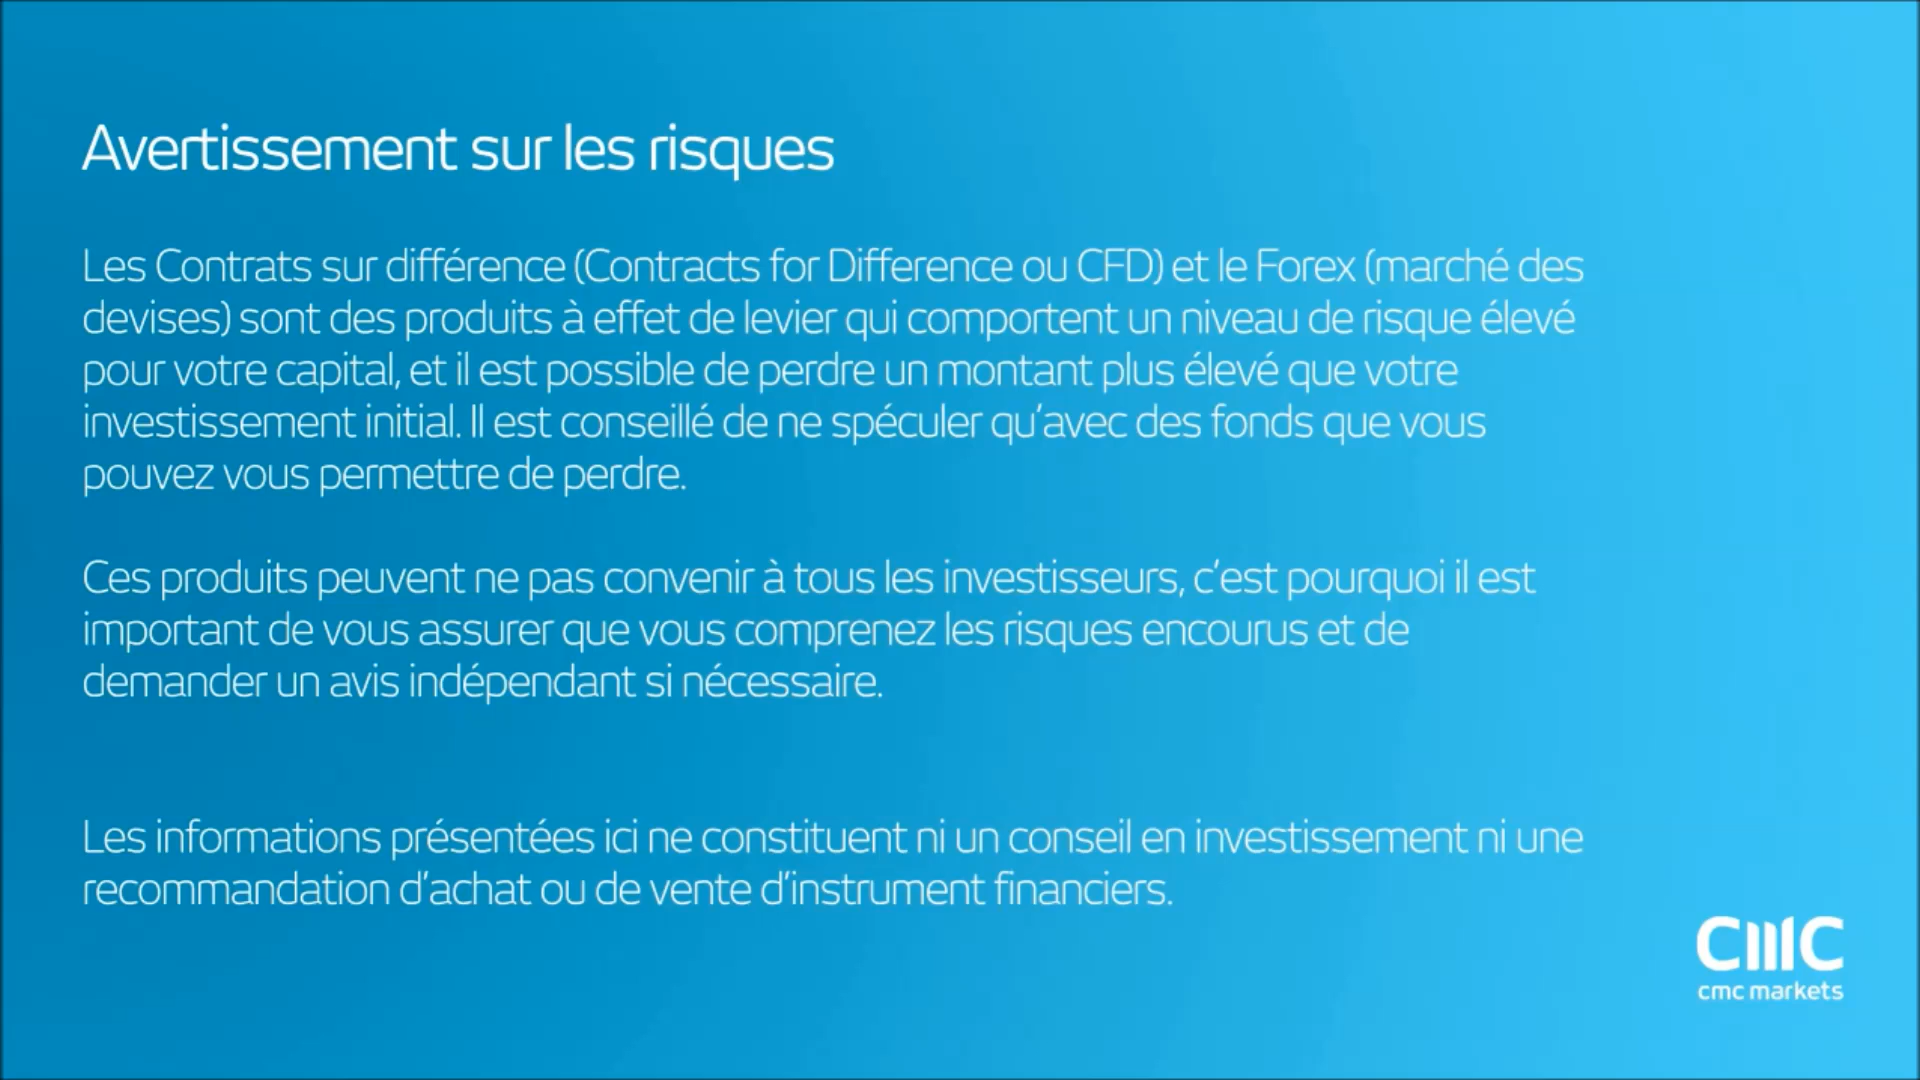 Avertissement sur les risques
Les Contrats sur différence (Contracts for Difference ou CFD) et le Forex (marché des
devises) sont des produits à effet de levier qui comportent un niveau de risque élevé
pour votre capital, et il est possible de perdre un montant plus élevé que votre
investissement initial. Il est conseillé de ne spéculer qu’avec des fonds que vous
pouvez vous permettre de perdre.
Ces produits peuvent ne pas convenir à tous les investisseurs, c’est pourquoi il est
important de vous assurer que vous comprenez les risques encourus et de
demander un avis indépendant si nécessaire.
Les informations présentées ici ne constituent ni un conseil en investissement ni une
recommandation d’achat ou de vente d’instrument financiers.
CMC
cmc markets